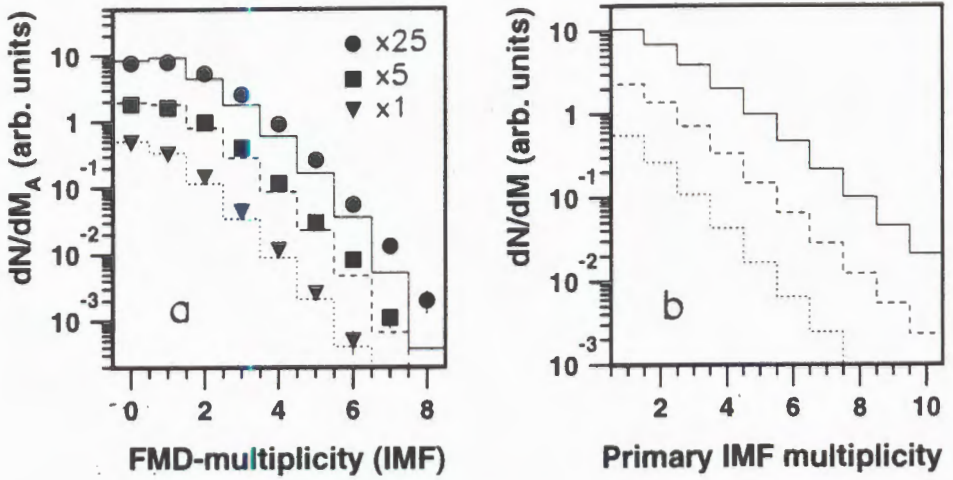 dN/dM_A (arb. units)
10
1
10⁻¹
10⁻²
10⁻³
x25
x5
x1
a
0 2 4 6 8
FMD-multiplicity (IMF)
dN/dM (arb. units)
10
1
10⁻¹
10⁻²
10⁻³
b
2 4 6 8 10
Primary IMF multiplicity